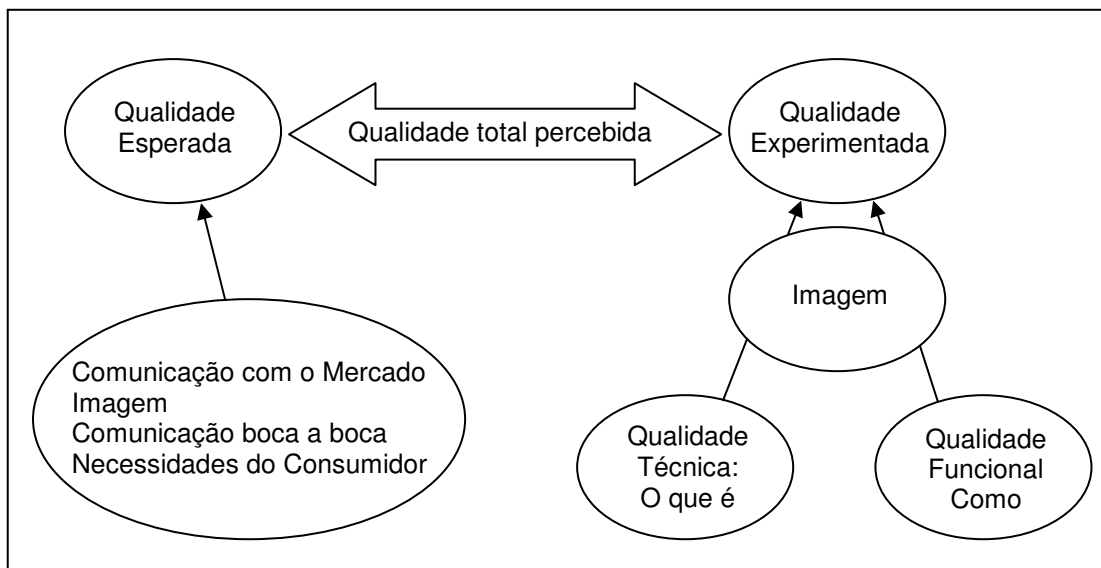 Qualidade
Esperada
Qualidade total percebida
Qualidade
Experimentada
Imagem
Comunicação com o Mercado
Imagem
Comunicação boca a boca
Necessidades do Consumidor
Qualidade
Técnica:
O que é
Qualidade
Funcional
Como